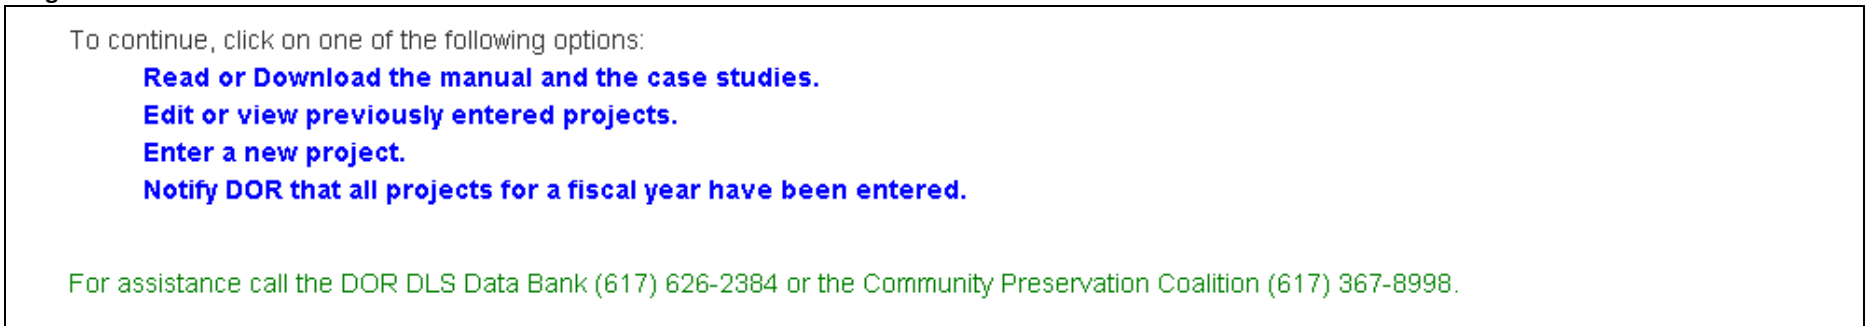 To continue, click on one of the following options:
Read or Download the manual and the case studies.
Edit or view previously entered projects.
Enter a new project.
Notify DOR that all projects for a fiscal year have been entered.
For assistance call the DOR DLS Data Bank (617) 626-2384 or the Community Preservation Coalition (617) 367-8998.